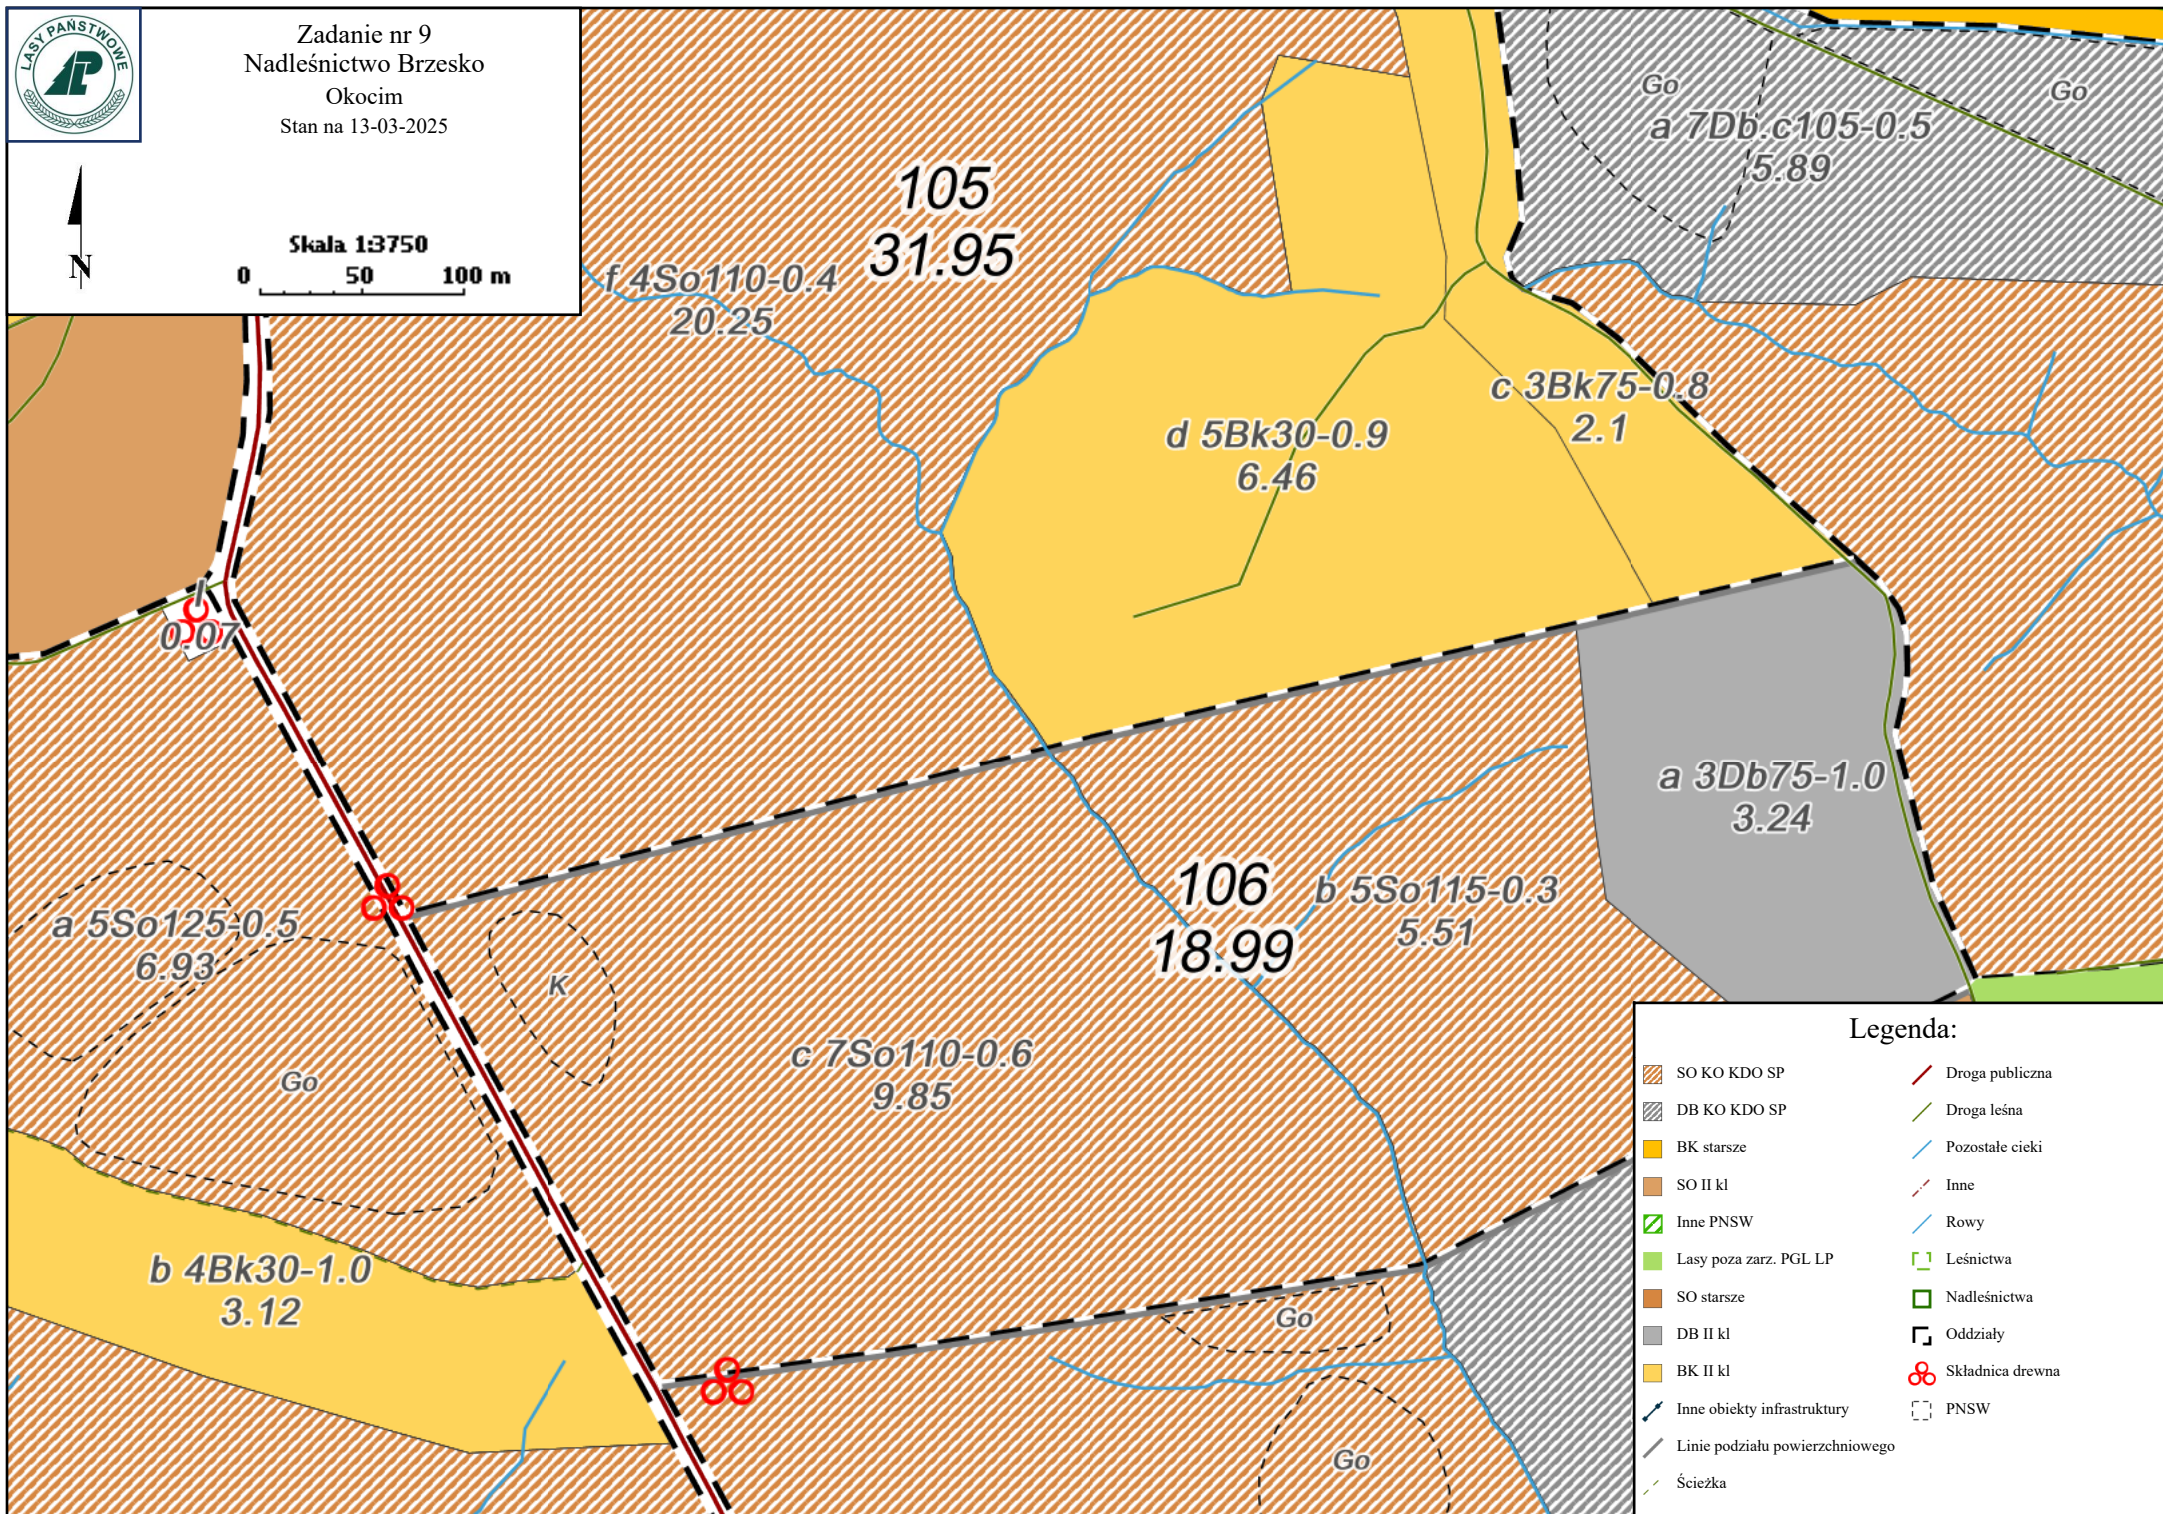 LASY PAŃSTWOWE
LP
Zadanie nr 9
Nadleśnictwo Brzesko
Okocim
Stan na 13-03-2025
N
Skala 1:3750
0 50 100 m
105
31.95
f 4So110-0.4
20.25
Go
Go
a 7Db.c105-0.5
5.89
c 3Bk75-0.8
2.1
d 5Bk30-0.9
6.46
l
0.07
a 3Db75-1.0
3.24
106
18.99
b 5So115-0.3
5.51
a 5So125-0.5
6.93
K
Go
c 7So110-0.6
9.85
b 4Bk30-1.0
3.12
Go
Go
Legenda:
SO KO KDO SP
DB KO KDO SP
BK starsze
SO II kl
Inne PNSW
Lasy poza zarz. PGL LP
SO starsze
DB II kl
BK II kl
Inne obiekty infrastruktury
Linie podziału powierzchniowego
Ścieżka
Droga publiczna
Droga leśna
Pozostałe cieki
Inne
Rowy
Leśnictwa
Nadleśnictwa
Oddziały
Składnica drewna
PNSW